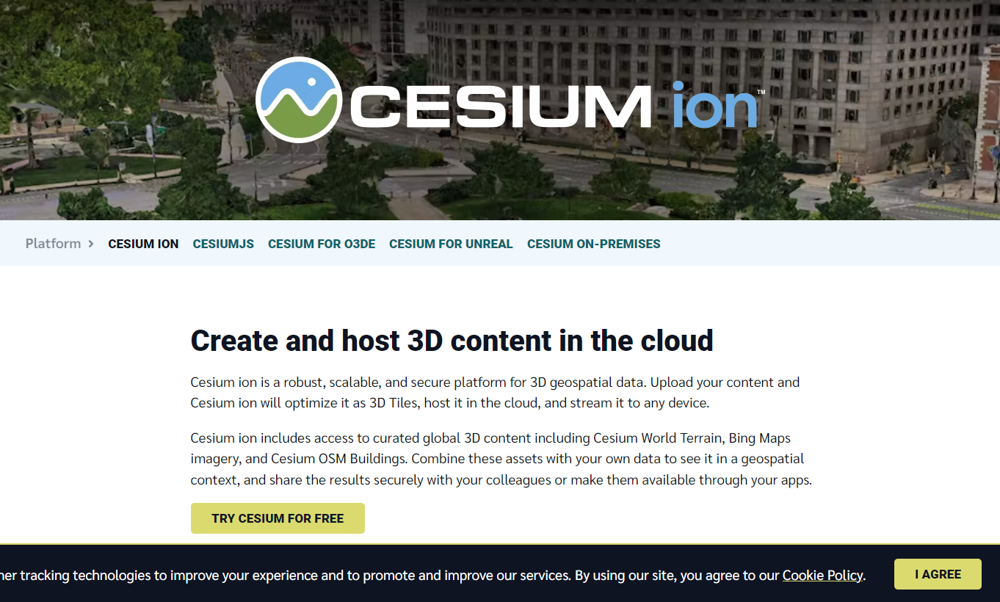 CESIUM ion™
Platform > CESIUM ION CESIUMJS CESIUM FOR O3DE CESIUM FOR UNREAL CESIUM ON-PREMISES
Create and host 3D content in the cloud
Cesium ion is a robust, scalable, and secure platform for 3D geospatial data. Upload your content and
Cesium ion will optimize it as 3D Tiles, host it in the cloud, and stream it to any device.
Cesium ion includes access to curated global 3D content including Cesium World Terrain, Bing Maps
imagery, and Cesium OSM Buildings. Combine these assets with your own data to see it in a geospatial
context, and share the results securely with your colleagues or make them available through your apps.
TRY CESIUM FOR FREE
tracking technologies to improve your experience and to promote and improve our services. By using our site, you agree to our Cookie Policy. I AGREE